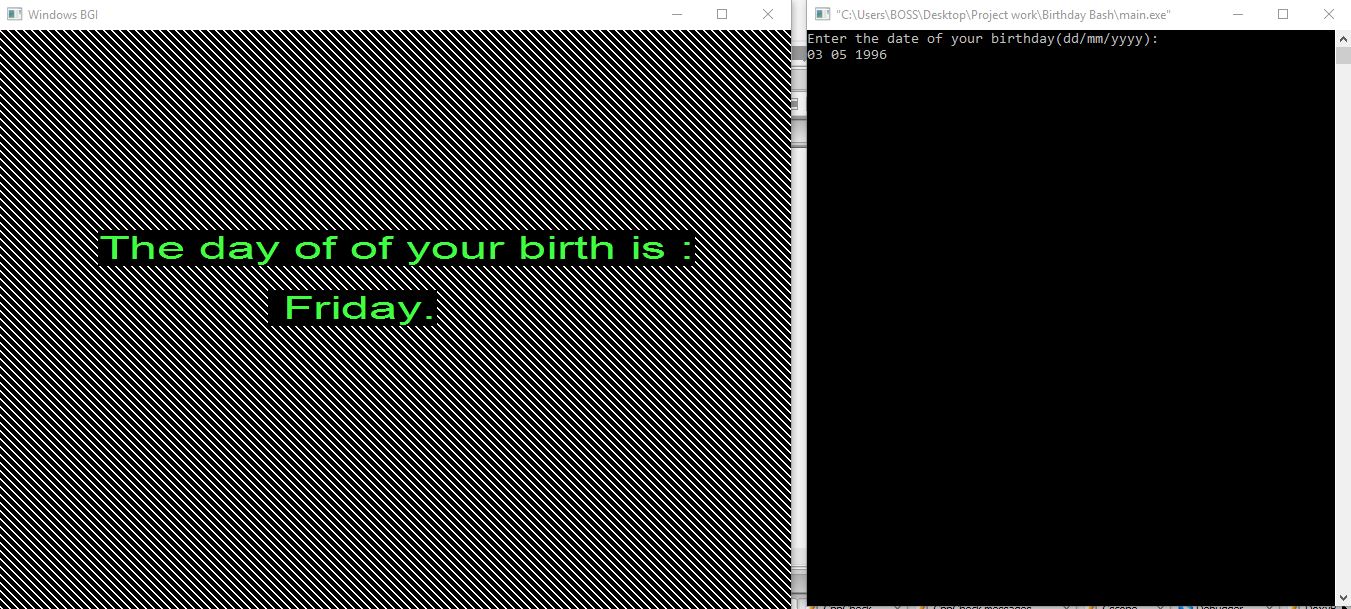 Windows BGI
The day of of your birth is :
Friday.
"C:\Users\BOSS\Desktop\Project work\Birthday Bash\main.exe"
Enter the date of your birthday(dd/mm/yyyy):
03 05 1996